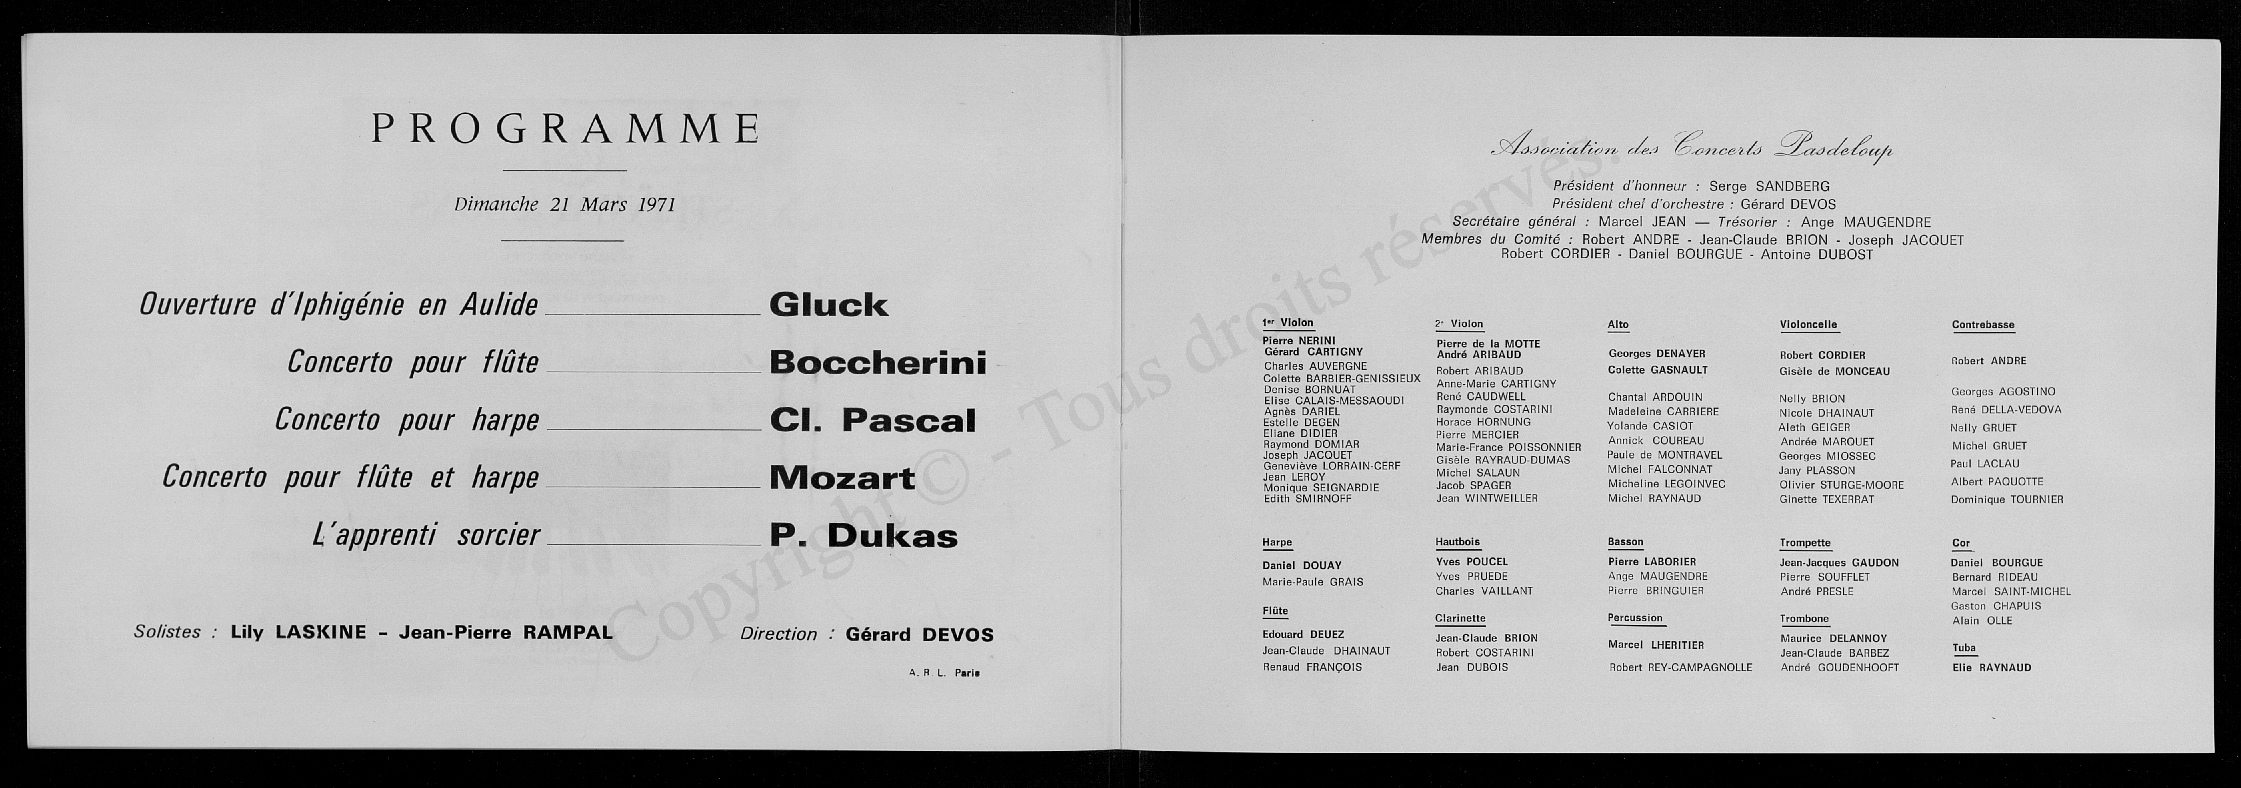 PROGRAMME
Dimanche 21 Mars 1971
Ouverture d'Iphigénie en Aulide Gluck
Concerto pour flûte Boccherini
Concerto pour harpe Cl. Pascal
Concerto pour flûte et harpe Mozart
L'apprenti sorcier P. Dukas
Solistes : Lily LASKINE - Jean-Pierre RAMPAL Direction : Gérard DEVOS
A. R. L. Paris
Association des Concerts Pasdeloup
Président d'honneur : Serge SANDBERG
Président chef d'orchestre : Gérard DEVOS
Secrétaire général : Marcel JEAN — Trésorier : Ange MAUGENDRE
Membres du Comité : Robert ANDRE - Jean-Claude BRION - Joseph JACQUET
Robert CORDIER - Daniel BOURGUE - Antoine DUBOST
1er Violon
Pierre NERINI
Gérard CARTIGNY
Charles AUVERGNE
Colette BARBIER-GENISSIEUX
Denise BORNUAT
Elise CALAIS-MESSAOUDI
Agnès DARIEL
Estelle DEGEN
Eliane DIDIER
Raymond DOMIAR
Joseph JACQUET
Geneviève LORRAIN-CERF
Jean LEROY
Monique SEIGNARDIE
Edith SMIRNOFF
2e Violon
Pierre de la MOTTE
André ARIBAUD
Robert ARIBAUD
Anne-Marie CARTIGNY
René CAUDWELL
Raymonde COSTARINI
Horace HORNUNG
Pierre MERCIER
Marie-France POISSONNIER
Gisèle RAYRAUD-DUMAS
Michel SALAUN
Jacob SPAGER
Jean WINTWEILLER
Alto
Georges DENAYER
Colette GASNAULT
Chantal ARDOUIN
Madeleine CARRIERE
Yolande CASIOT
Annick COUREAU
Paule de MONTRAVEL
Michel FALCONNAT
Micheline LEGOINVEC
Michel RAYNAUD
Violoncelle
Robert CORDIER
Gisèle de MONCEAU
Nelly BRION
Nicole DHAINAUT
Aleth GEIGER
Andrée MARQUET
Georges MIOSSEC
Jany PLASSON
Olivier STURGE-MOORE
Ginette TEXERRAT
Contrebasse
Robert ANDRE
Georges AGOSTINO
René DELLA-VEDOVA
Nelly GRUET
Michel GRUET
Paul LACLAU
Albert PAQUOTTE
Dominique TOURNIER
Harpe
Daniel DOUAY
Marie-Paule GRAIS
Flûte
Edouard DEUEZ
Jean-Claude DHAINAUT
Renaud FRANÇOIS
Hautbois
Yves POUCEL
Yves PRUEDE
Charles VAILLANT
Clarinette
Jean-Claude BRION
Robert COSTARINI
Jean DUBOIS
Basson
Pierre LABORIER
Ange MAUGENDRE
Pierre BRINGUIER
Percussion
Marcel LHERITIER
Robert REY-CAMPAGNOLLE
Trompette
Jean-Jacques GAUDON
Pierre SOUFFLET
André PRESLE
Trombone
Maurice DELANNOY
Jean-Claude BARBEZ
André GOUDENHOOFT
Cor
Daniel BOURGUE
Bernard RIDEAU
Marcel SAINT-MICHEL
Gaston CHAPUIS
Alain OLLE
Tuba
Elie RAYNAUD
Copyright © - Tous droits réservés.